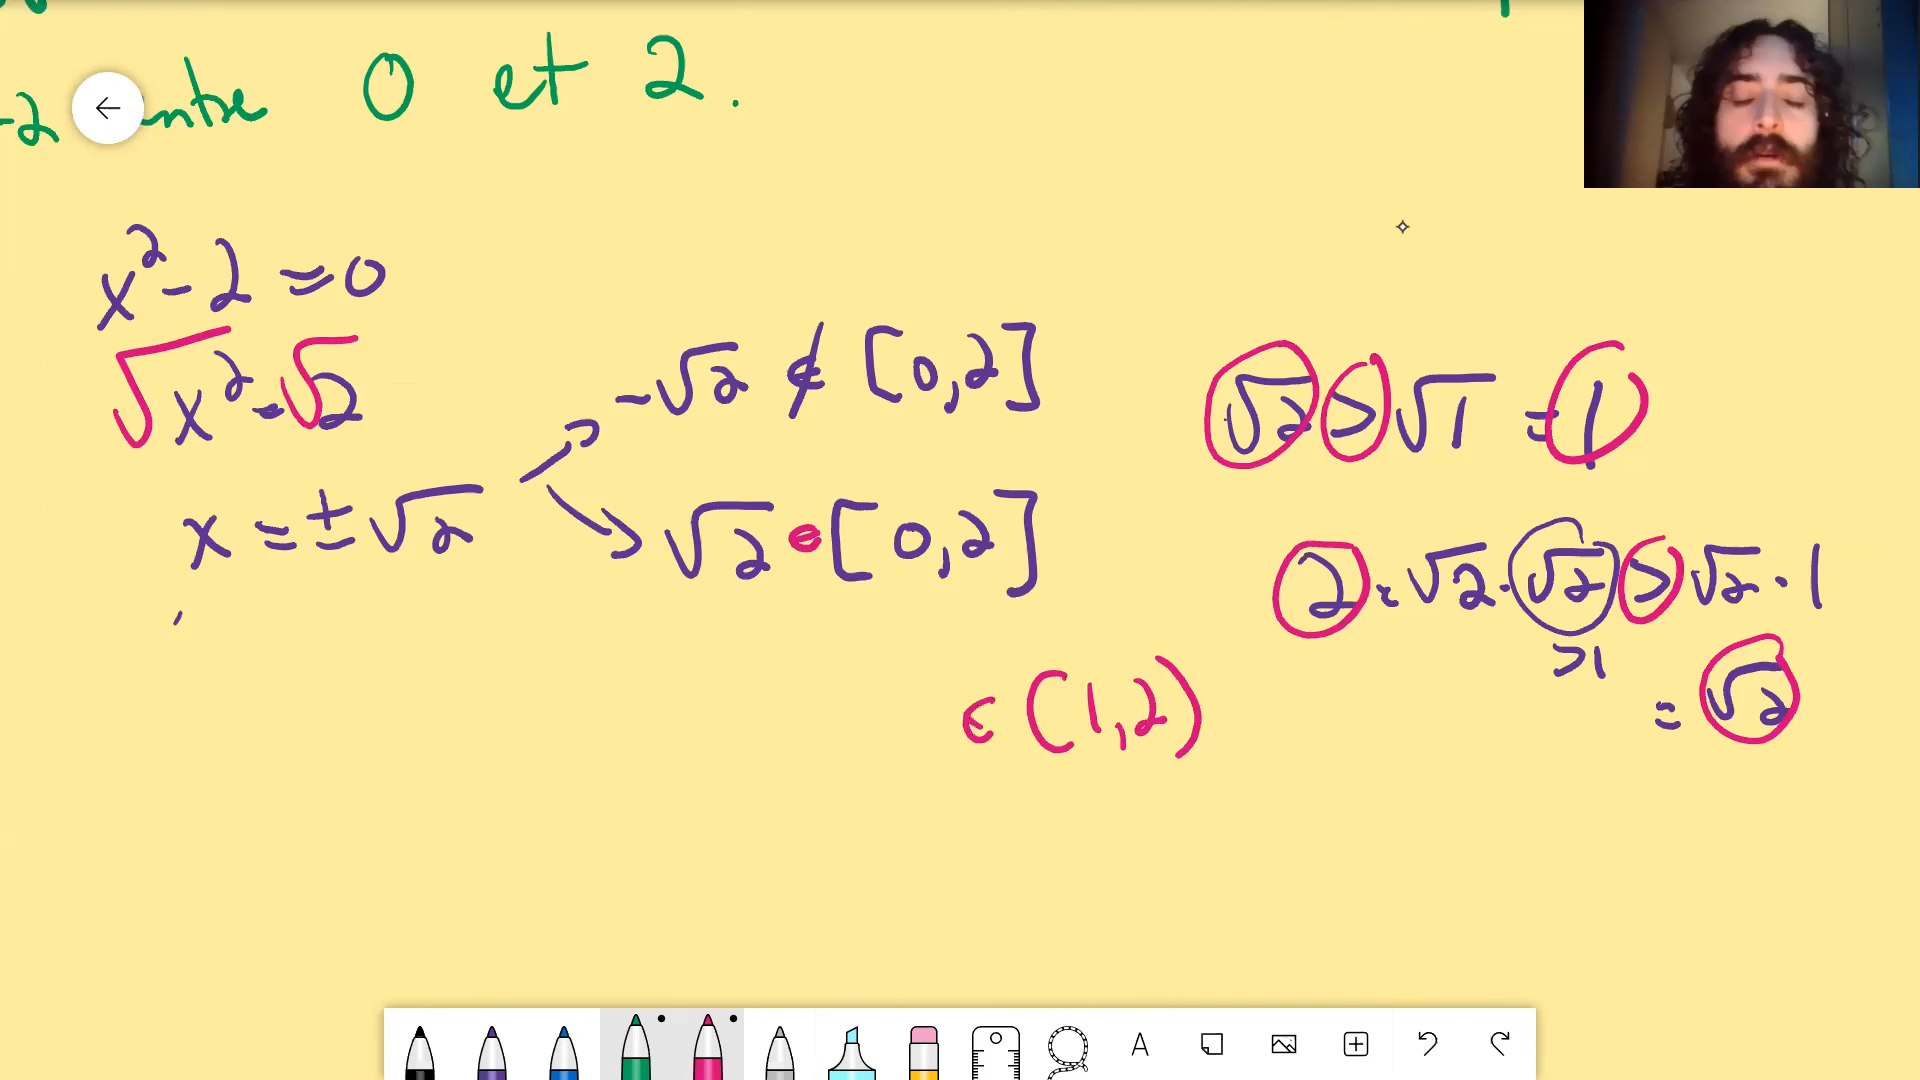 -2 entre 0 et 2.
x² - 2 = 0
√x² = √2
x = ±√2
-√2 ∉ [0,2]
√2 ∈ [0,2]
√2 > √1 = 1
2 = √2 · √2 > √2 · 1
>1
= √2
∈ (1,2)
A